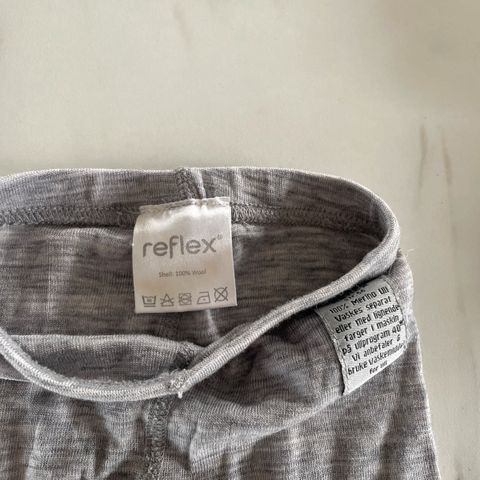 reflex®
Shell: 100% Wool
100% Merino Ull
Vaskes separat
eller med lignende
farger i maskin
på ullprogram 40°
Vi anbefaler å
bruke vaskemiddel
for ull